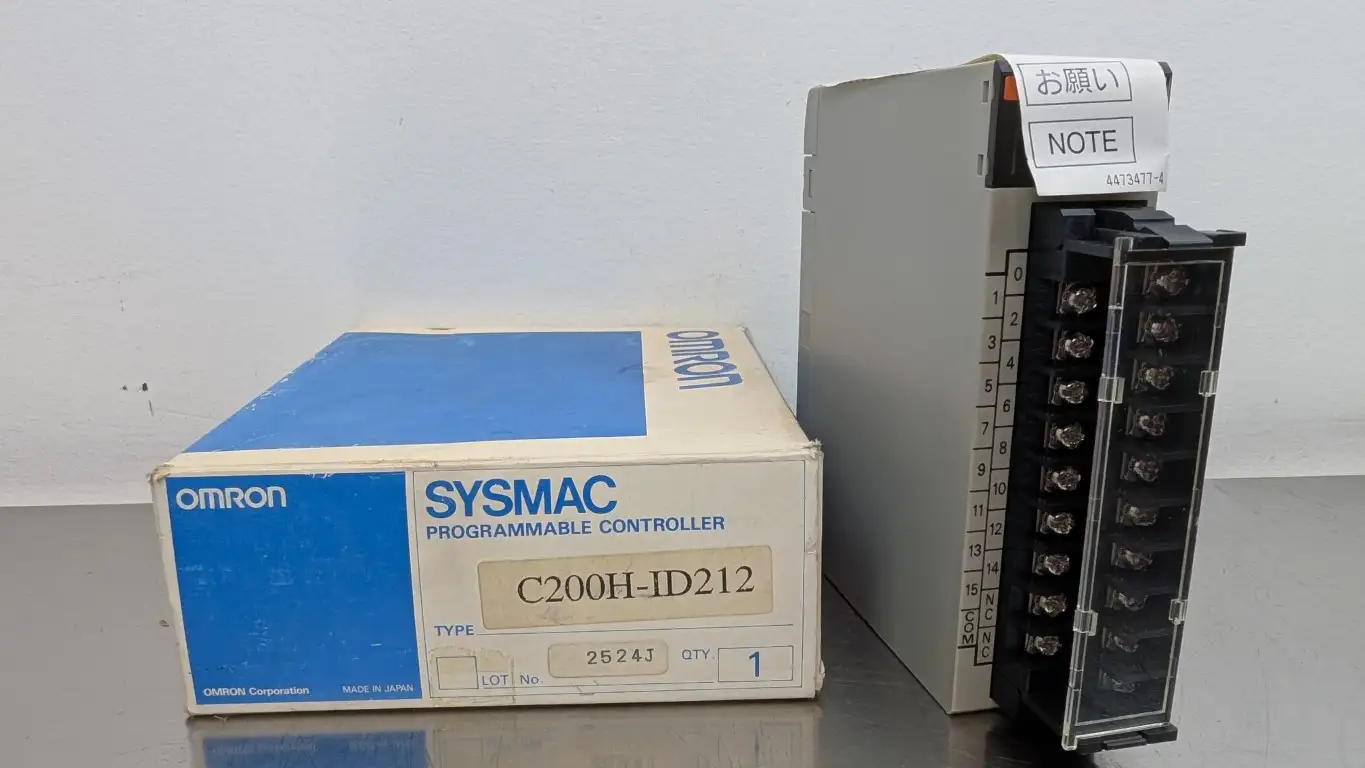 OMRON
OMRON
SYSMAC
PROGRAMMABLE CONTROLLER
C200H-ID212
TYPE
LOT No.
2524J
QTY.
1
OMRON Corporation
MADE IN JAPAN
お願い
NOTE
4473477-4
0
1
2
3
4
5
6
7
8
9
10
11
12
13
14
15
NC
COM
NC